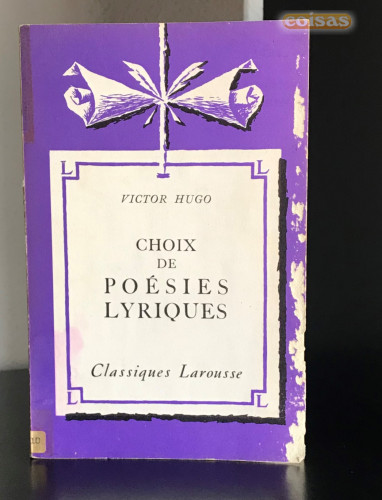 coisas
L L
VICTOR HUGO
CHOIX
DE
POÉSIES
LYRIQUES
Classiques Larousse
L L